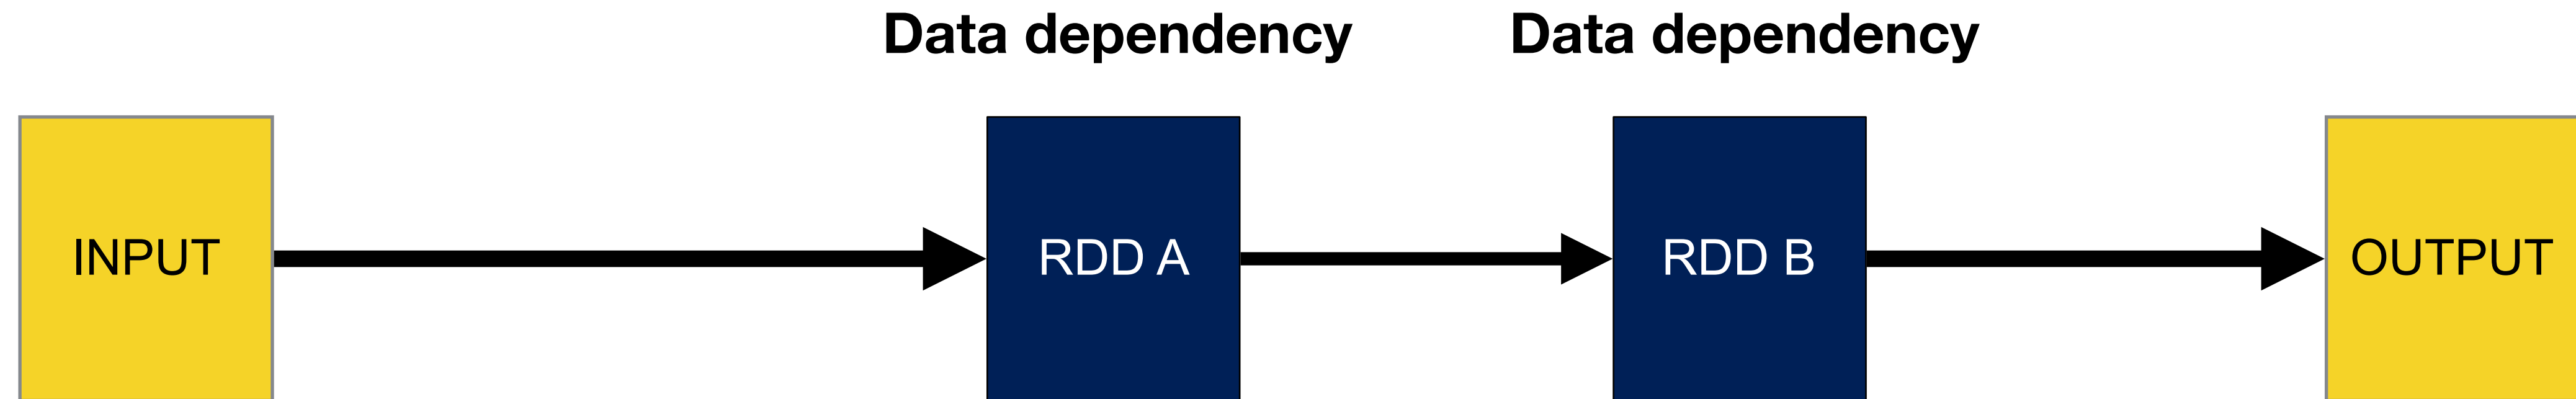 Data dependency Data dependency
INPUT RDD A RDD B OUTPUT